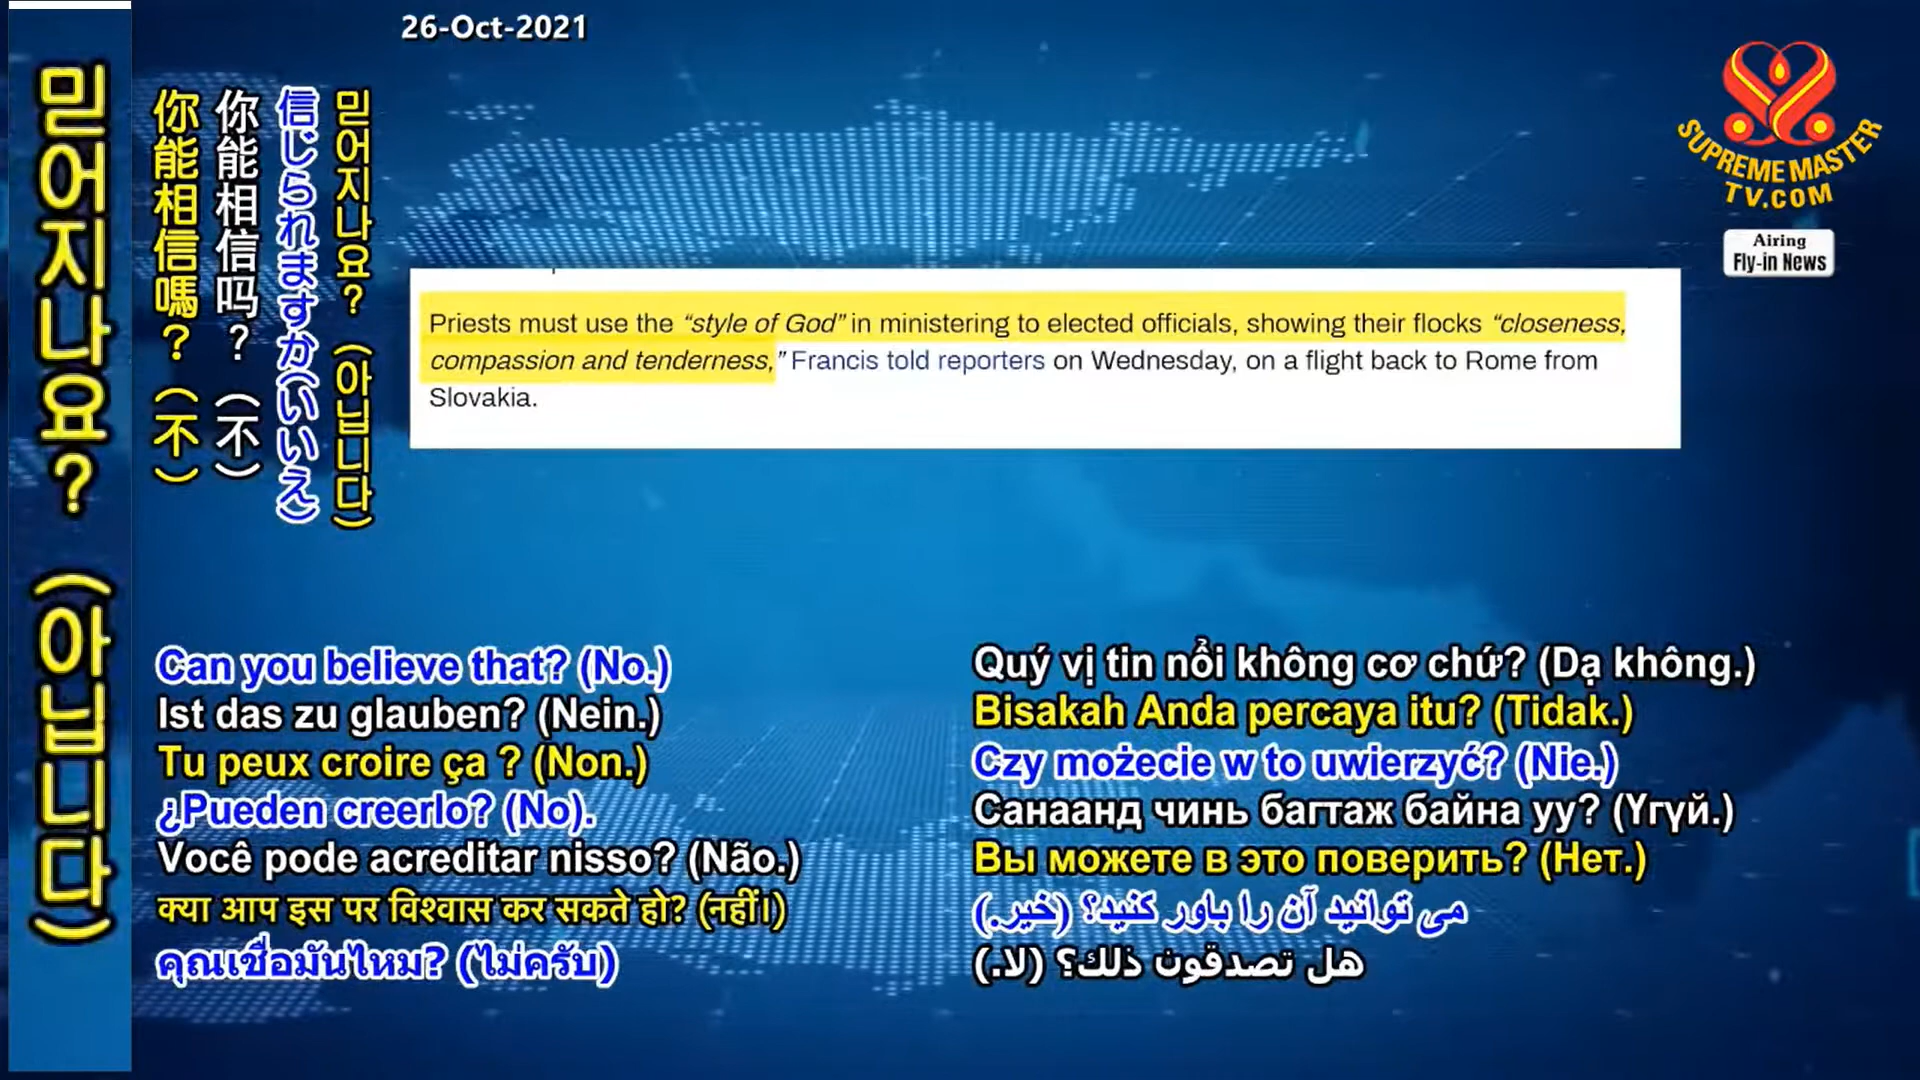 26-Oct-2021
믿어지나요? (아닙니다)
你能相信嗎？（不）
你能相信吗？（不）
信じられますか(いいえ)
믿어지나요? (아닙니다)
SUPREME MASTER
TV.COM
Airing
Fly-in News
Priests must use the “style of God” in ministering to elected officials, showing their flocks “closeness,
compassion and tenderness,” Francis told reporters on Wednesday, on a flight back to Rome from
Slovakia.
Can you believe that? (No.)
Ist das zu glauben? (Nein.)
Tu peux croire ça ? (Non.)
¿Pueden creerlo? (No).
Você pode acreditar nisso? (Não.)
क्या आप इस पर विश्वास कर सकते हो? (नहीं।)
คุณเชื่อมันไหม? (ไม่ครับ)
Quý vị tin nổi không cơ chứ? (Dạ không.)
Bisakah Anda percaya itu? (Tidak.)
Czy możecie w to uwierzyć? (Nie.)
Санаанд чинь багтаж байна уу? (Үгүй.)
Вы можете в это поверить? (Нет.)
می توانید آن را باور کنید؟ (خیر.)
هل تصدقون ذلك؟ (لا.)